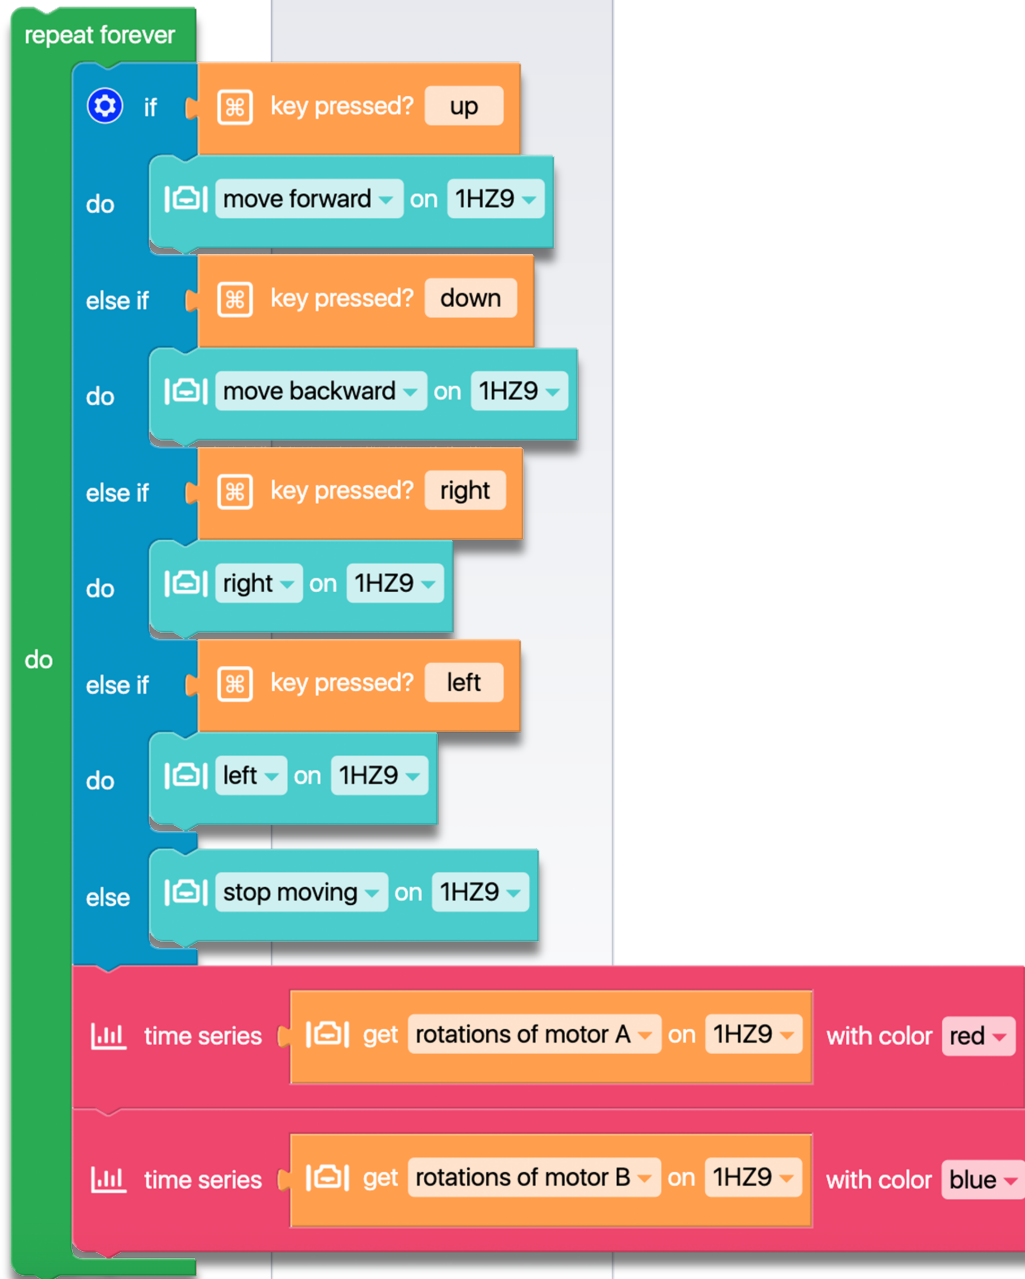 repeat forever
if key pressed? up
do move forward on 1HZ9
else if key pressed? down
do move backward on 1HZ9
else if key pressed? right
do right on 1HZ9
do
else if key pressed? left
do left on 1HZ9
else stop moving on 1HZ9
time series get rotations of motor A on 1HZ9 with color red
time series get rotations of motor B on 1HZ9 with color blue